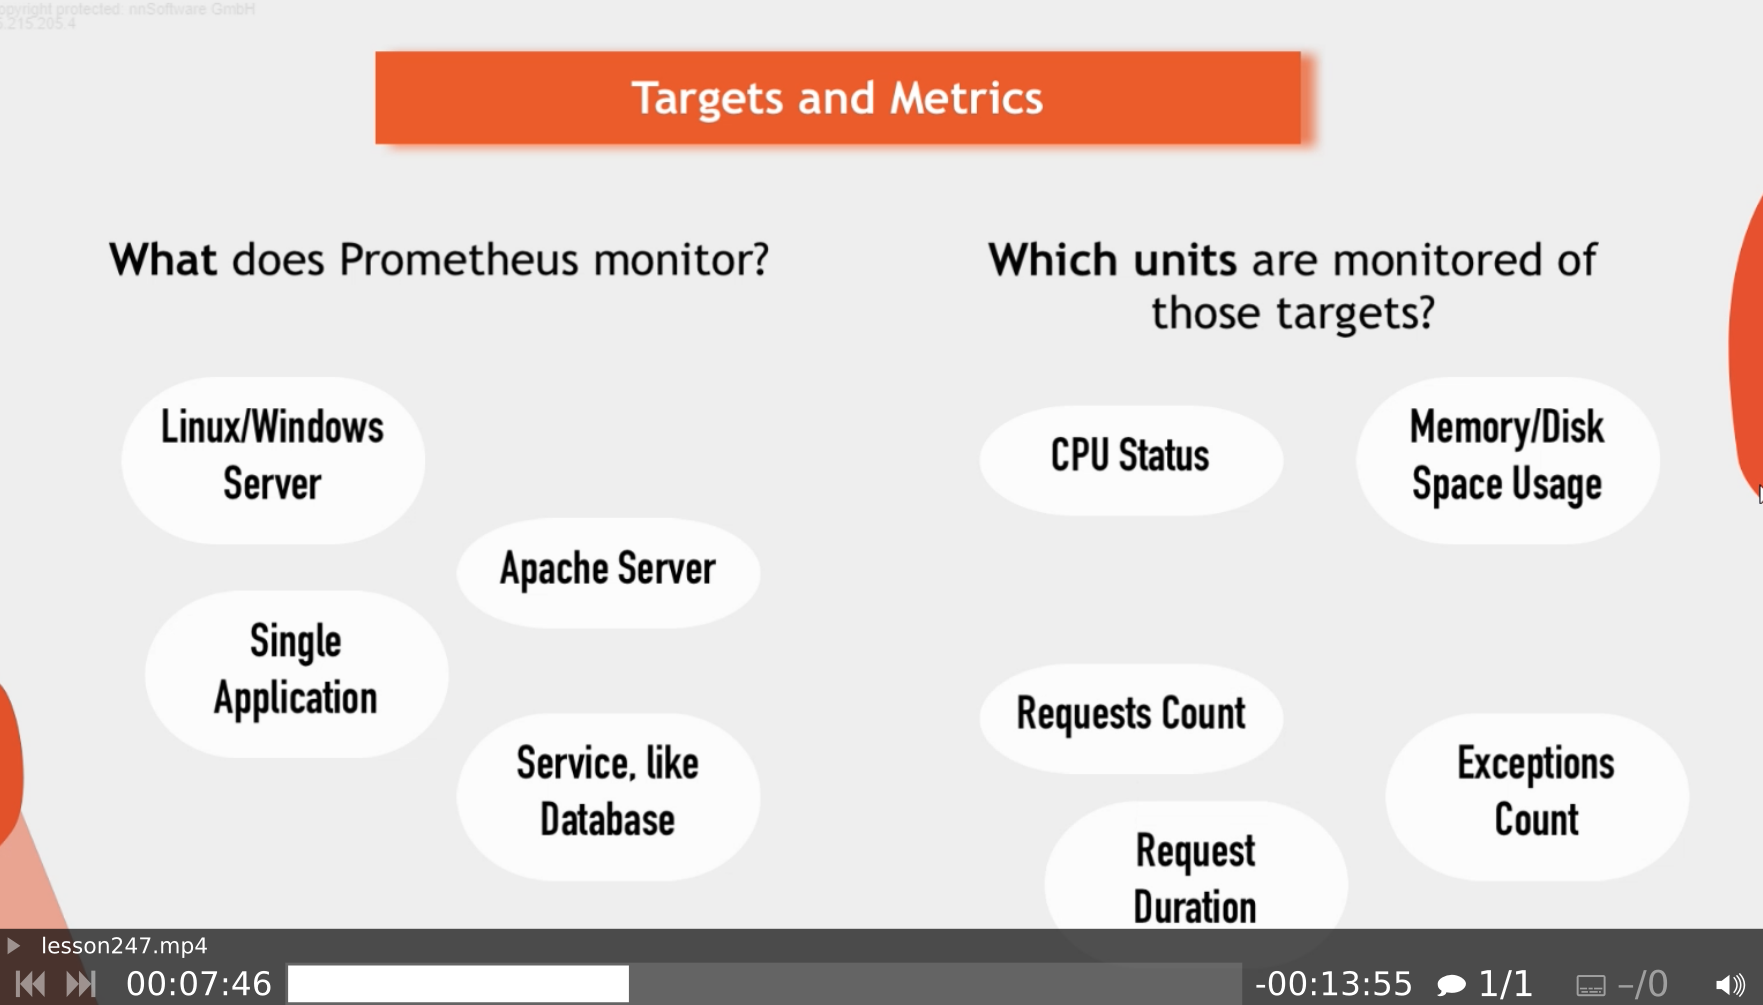 opyright protected: nnSoftware GmbH
.215.205.4
Targets and Metrics
What does Prometheus monitor?
Linux/Windows
Server
Apache Server
Single
Application
Service, like
Database
Which units are monitored of
those targets?
CPU Status
Memory/Disk
Space Usage
Requests Count
Exceptions
Count
Request
Duration
lesson247.mp4
00:07:46
-00:13:55
1/1
–/0